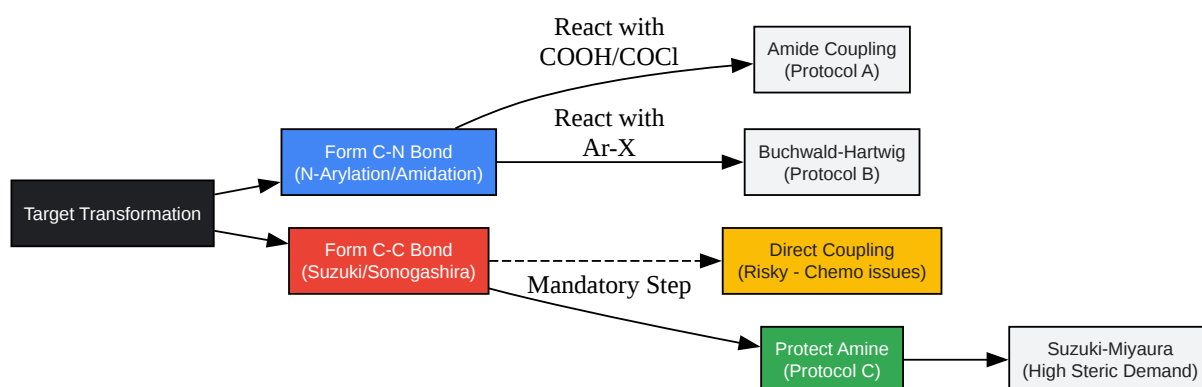 React with
COOH/COCl
Amide Coupling
(Protocol A)
React with
Ar-X
Form C-N Bond
(N-Arylation/Amidation)
Buchwald-Hartwig
(Protocol B)
Target Transformation
Form C-C Bond
(Suzuki/Sonogashira)
Direct Coupling
(Risky - Chemo issues)
Mandatory Step
Protect Amine
(Protocol C)
Suzuki-Miyaura
(High Steric Demand)